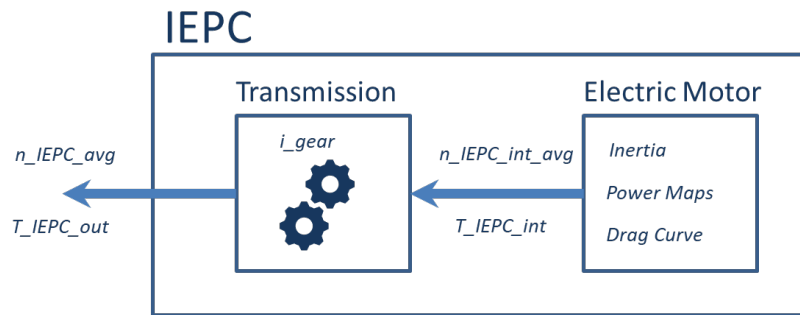 IEPC
Transmission
Electric Motor
i_gear
n_IEPC_avg
n_IEPC_int_avg
Inertia
Power Maps
T_IEPC_out
T_IEPC_int
Drag Curve